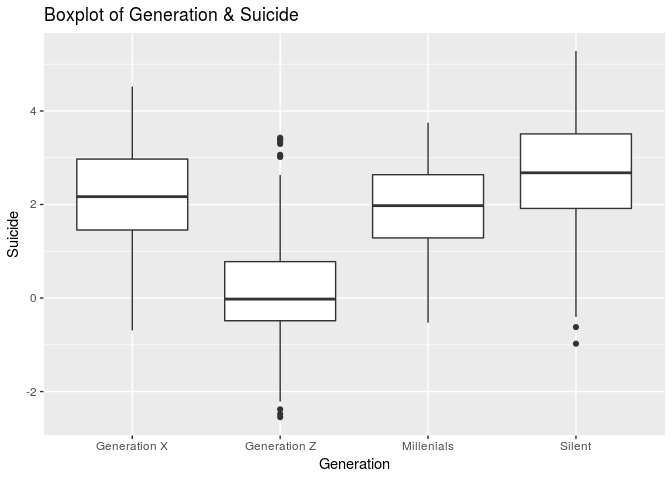 Boxplot of Generation & Suicide
Suicide
4
2
0
-2
Generation X
Generation Z
Millenials
Silent
Generation